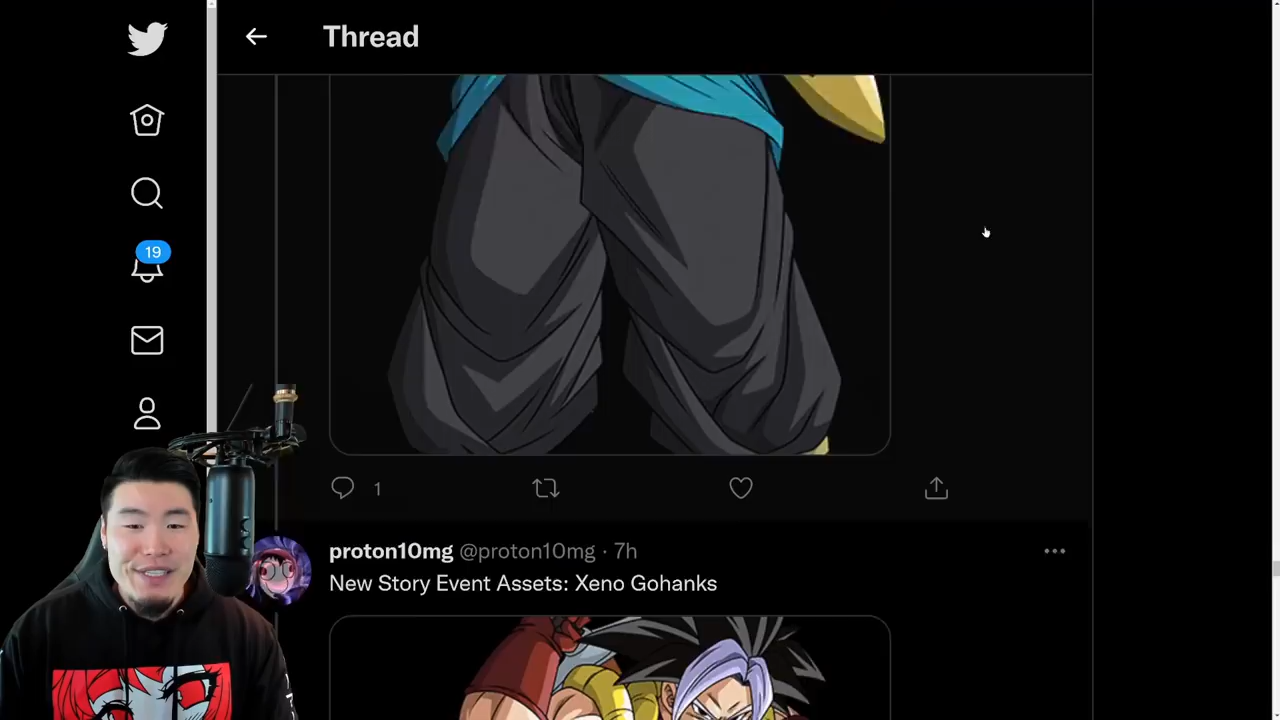 Thread
19
1
proton10mg @proton10mg · 7h
New Story Event Assets: Xeno Gohanks